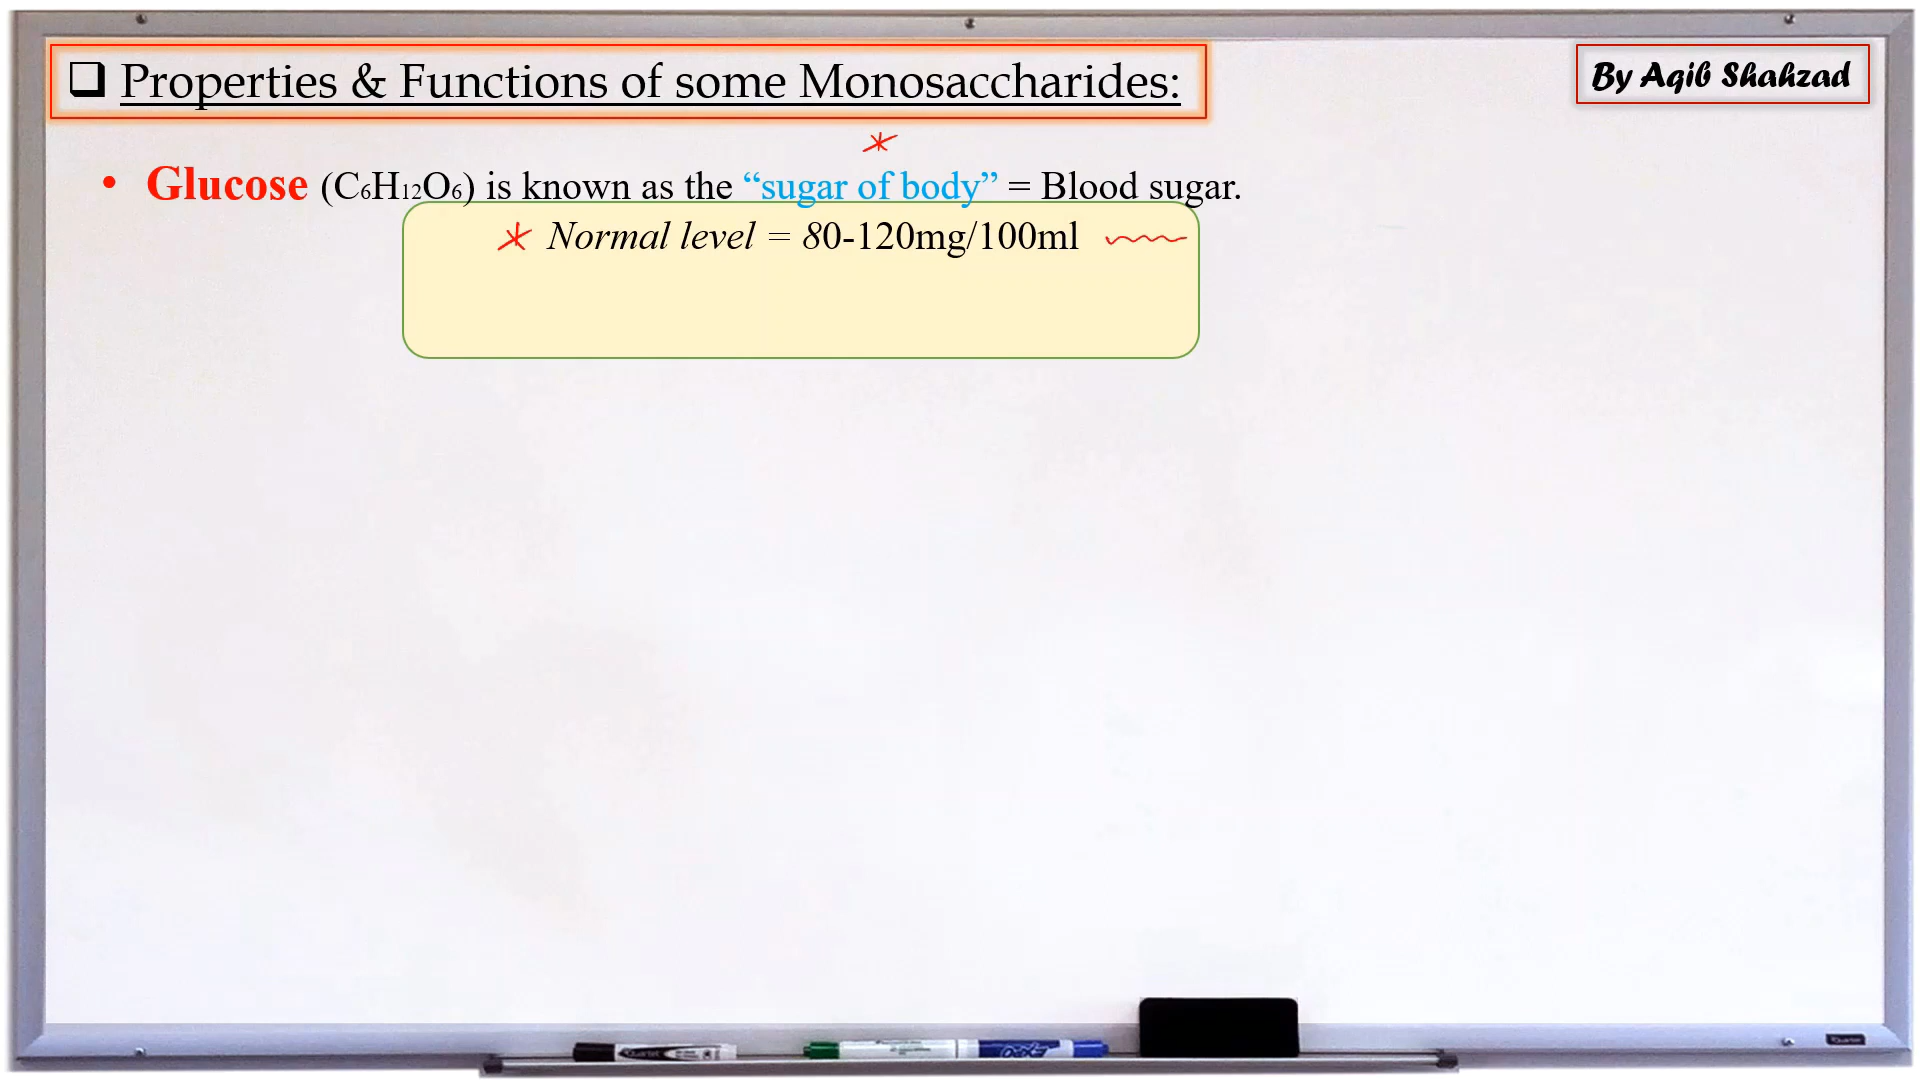 ❑ Properties & Functions of some Monosaccharides:
By Aqib Shahzad
• Glucose (C₆H₁₂O₆) is known as the “sugar of body” = Blood sugar.
Normal level = 80-120mg/100ml